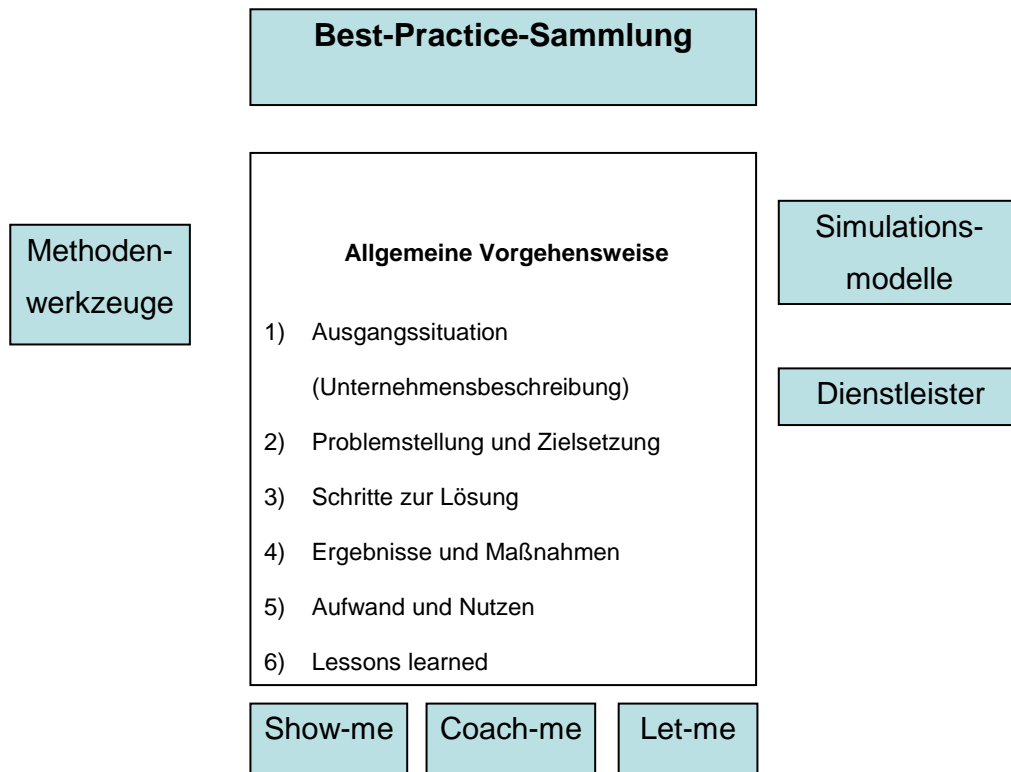 Best-Practice-Sammlung
Methoden-
werkzeuge
Allgemeine Vorgehensweise
1) Ausgangssituation
(Unternehmensbeschreibung)
2) Problemstellung und Zielsetzung
3) Schritte zur Lösung
4) Ergebnisse und Maßnahmen
5) Aufwand und Nutzen
6) Lessons learned
Simulations-
modelle
Dienstleister
Show-me
Coach-me
Let-me